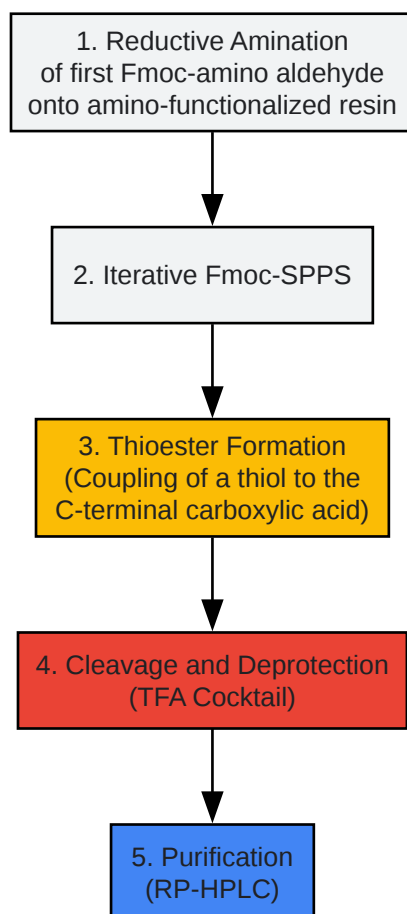 1. Reductive Amination
of first Fmoc-amino aldehyde
onto amino-functionalized resin
2. Iterative Fmoc-SPPS
3. Thioester Formation
(Coupling of a thiol to the
C-terminal carboxylic acid)
4. Cleavage and Deprotection
(TFA Cocktail)
5. Purification
(RP-HPLC)